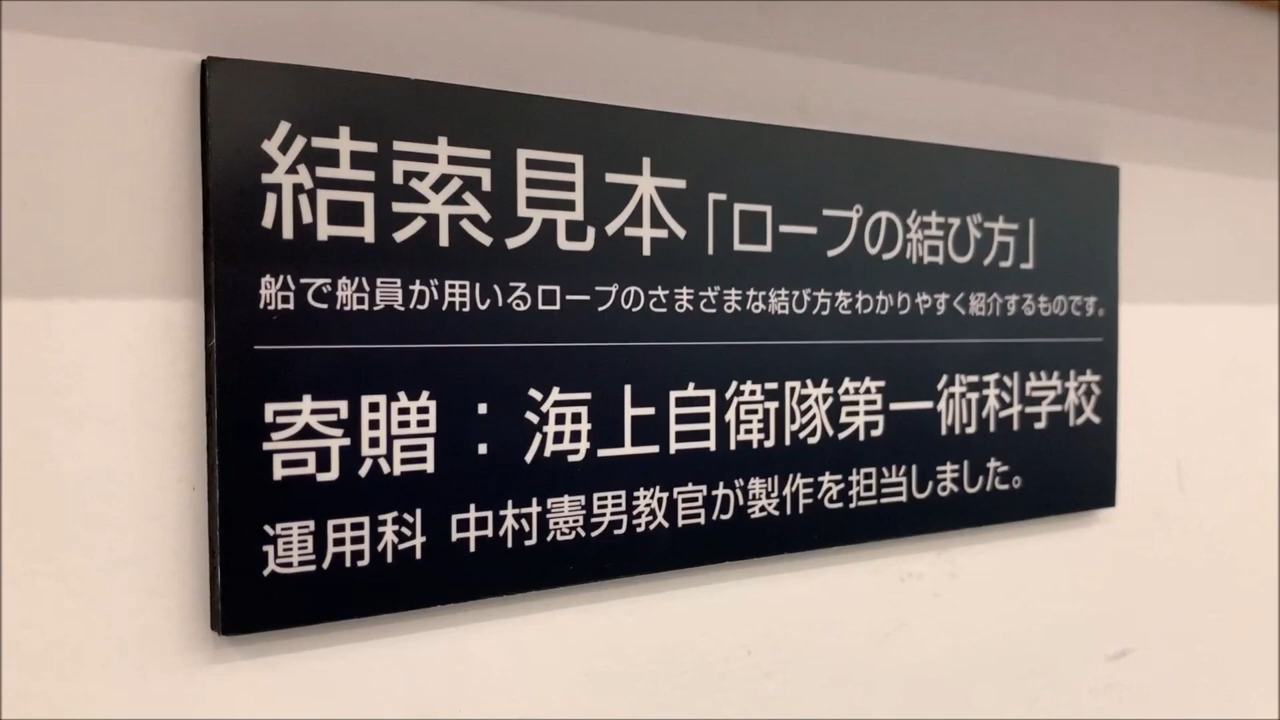 結索見本「ロープの結び方」
船で船員が用いるロープのさまざまな結び方をわかりやすく紹介するものです。
寄贈：海上自衛隊第一術科学校
運用科 中村憲男教官が製作を担当しました。